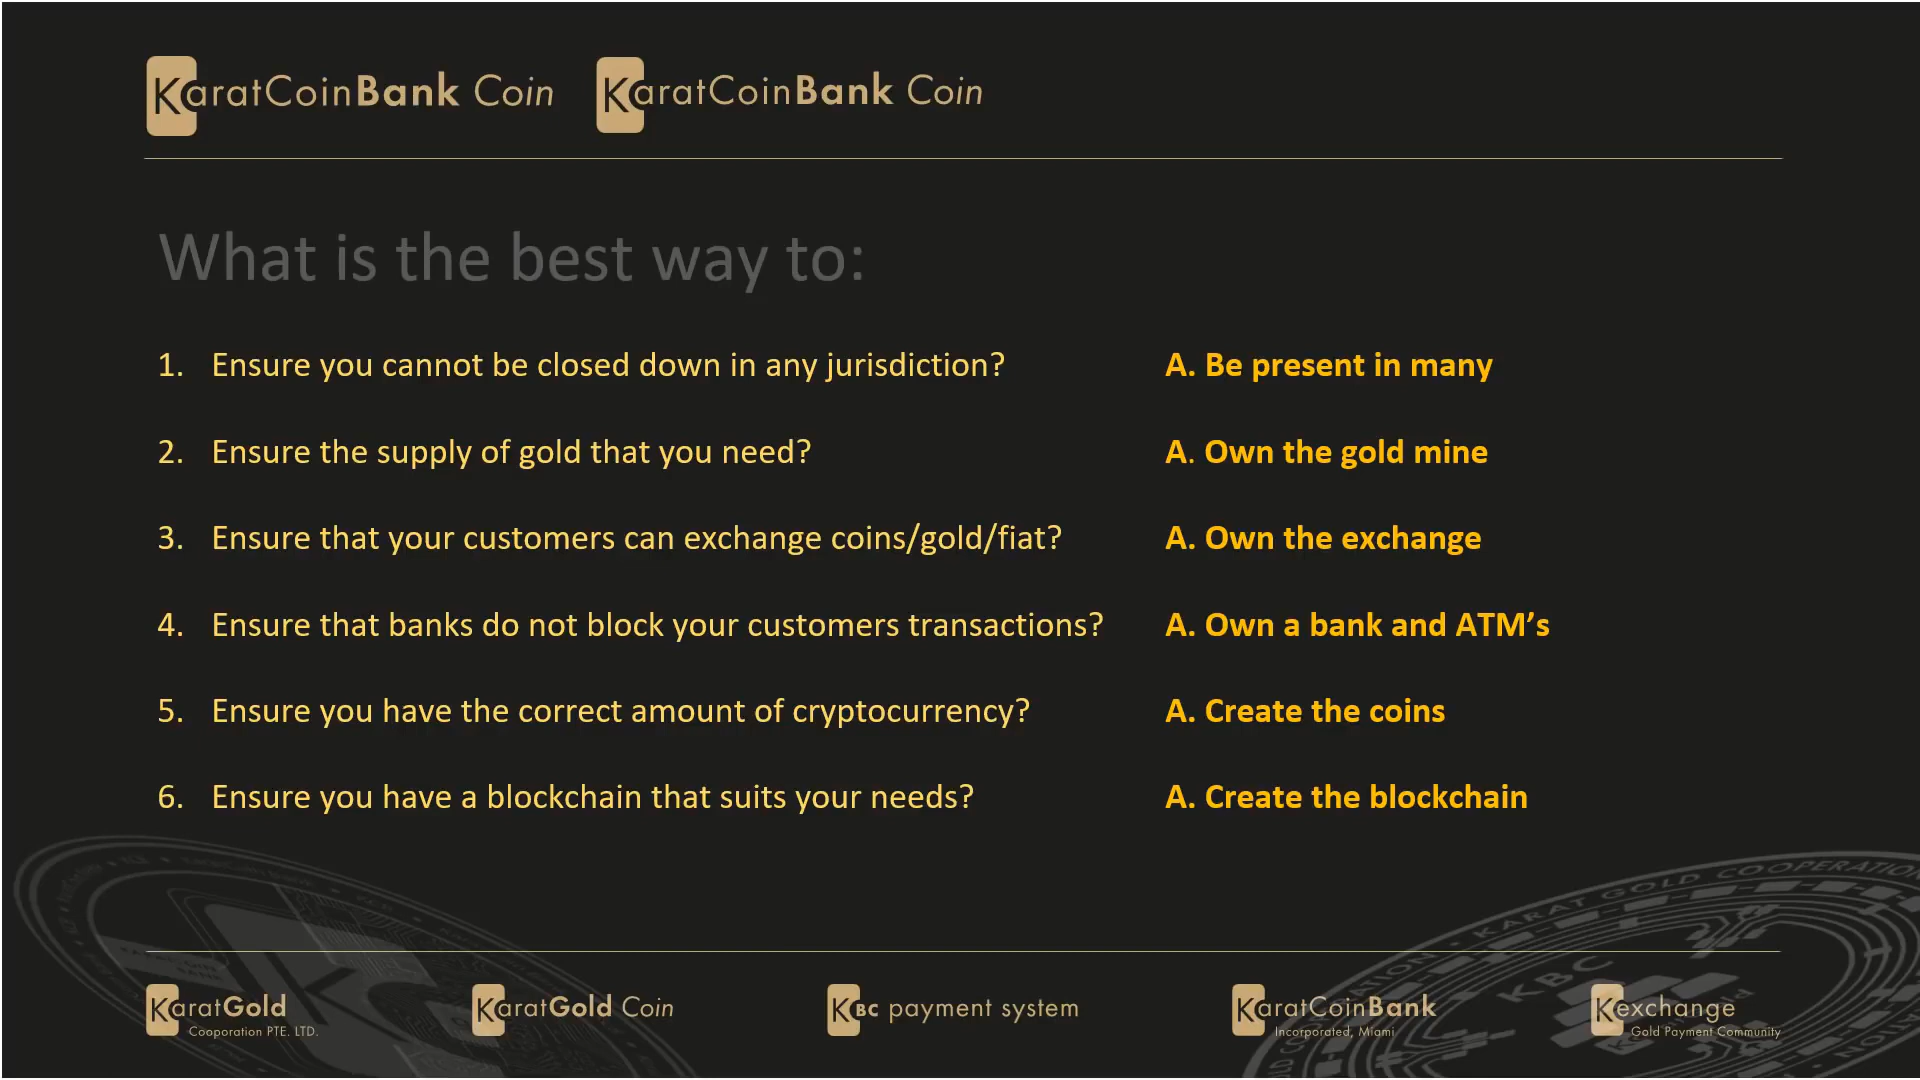 KaratCoinBank Coin KaratCoinBank Coin
What is the best way to:
1. Ensure you cannot be closed down in any jurisdiction? A. Be present in many
2. Ensure the supply of gold that you need? A. Own the gold mine
3. Ensure that your customers can exchange coins/gold/fiat? A. Own the exchange
4. Ensure that banks do not block your customers transactions? A. Own a bank and ATM’s
5. Ensure you have the correct amount of cryptocurrency? A. Create the coins
6. Ensure you have a blockchain that suits your needs? A. Create the blockchain
KARAT GOLD COOPERATION
KBC
KaratGold
Cooporation PTE. LTD.
KaratGold Coin
KBC payment system
KaratCoinBank
Incorporated, Miami
Kexchange
Gold Payment Community